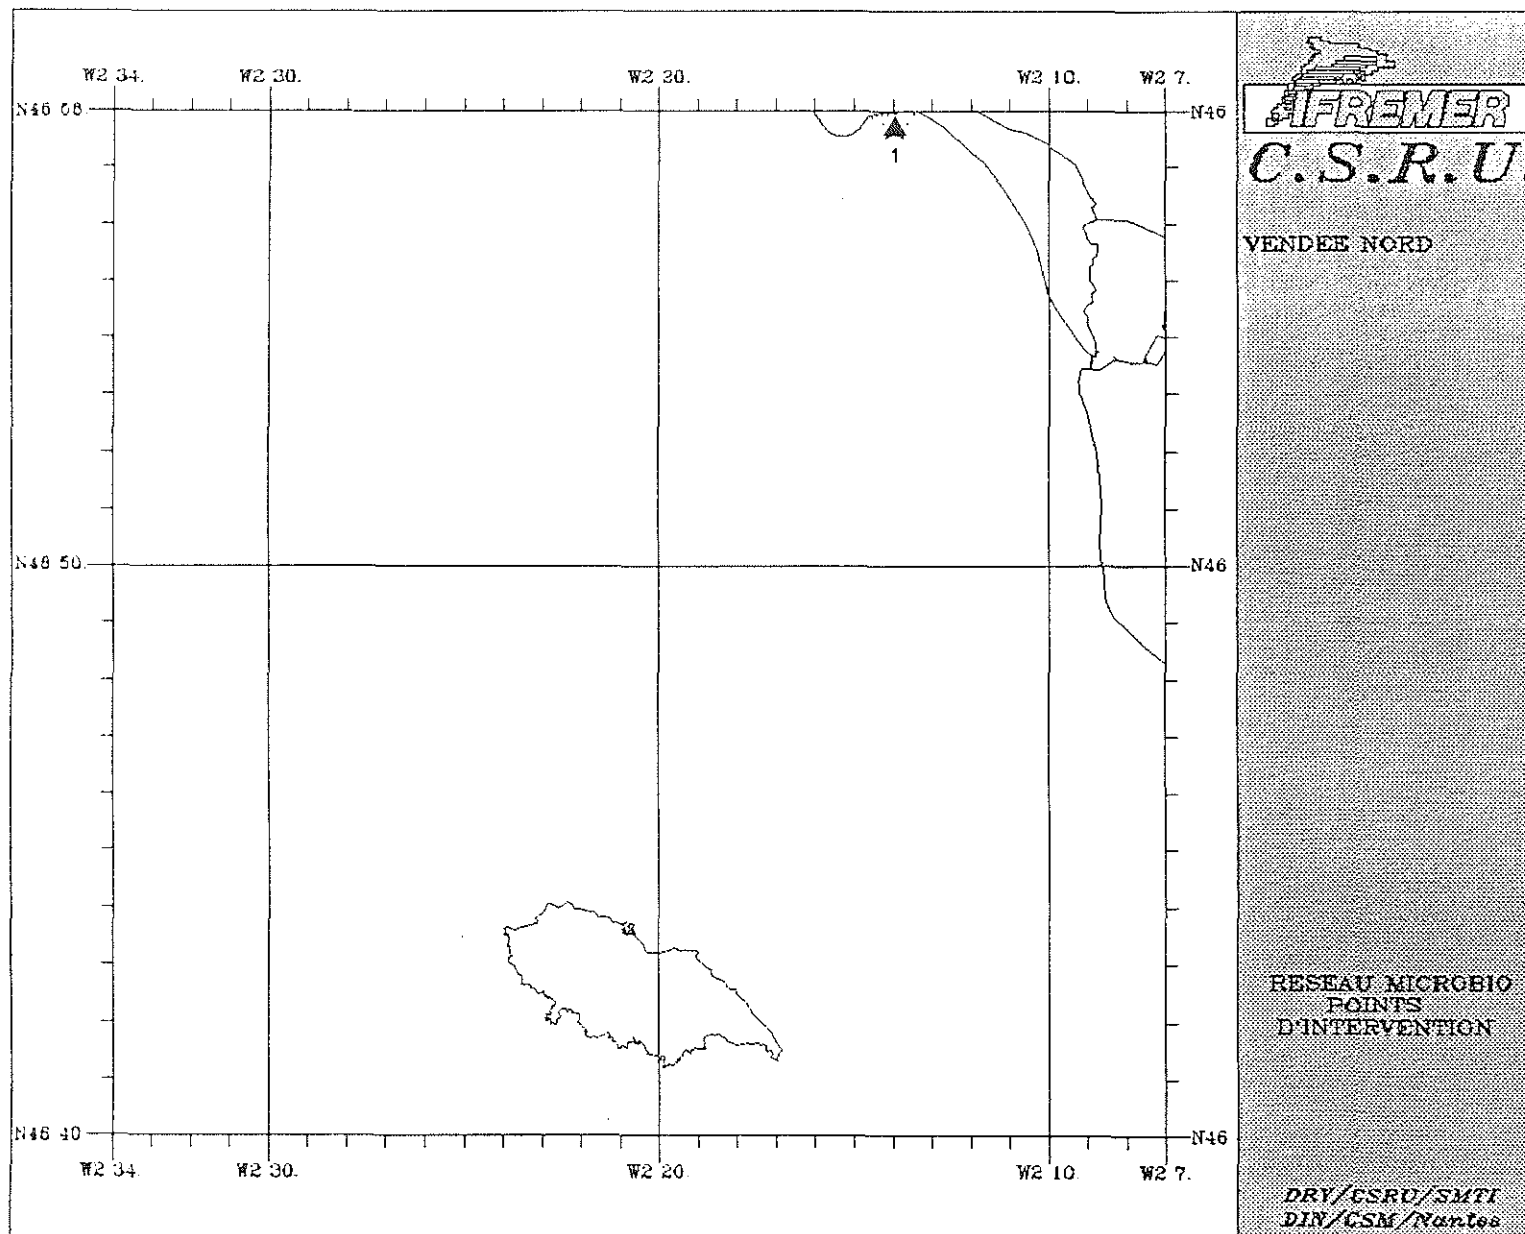 W2 34. W2 30. W2 20. W2 10. W2 7.
N46 58. N46
1
N46 50. N46
N46 40. N46
W2 34. W2 30. W2 20. W2 10. W2 7.
IFREMER
C.S.R.U.
VENDEE NORD
RESEAU MICROBIO
POINTS
D'INTERVENTION
DRV/CSRU/SMTI
DIN/CSM/Nantes